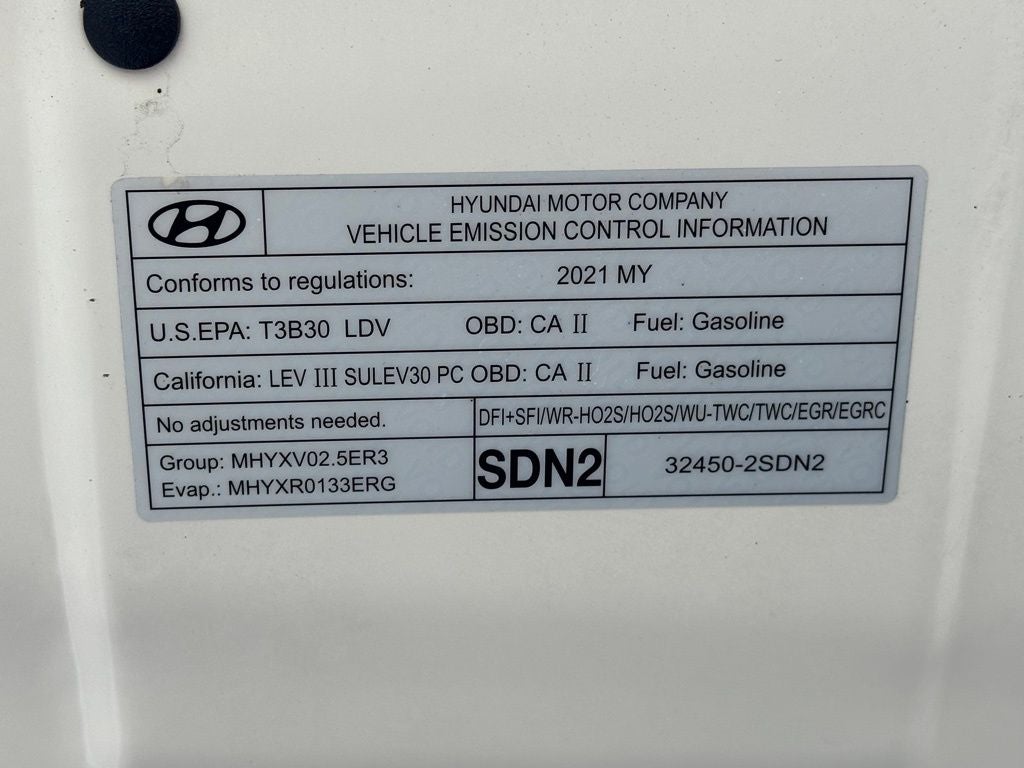 HYUNDAI MOTOR COMPANY
VEHICLE EMISSION CONTROL INFORMATION
Conforms to regulations: 2021 MY
U.S.EPA: T3B30 LDV OBD: CA II Fuel: Gasoline
California: LEV III SULEV30 PC OBD: CA II Fuel: Gasoline
No adjustments needed. DFI+SFI/WR-HO2S/HO2S/WU-TWC/TWC/EGR/EGRC
Group: MHYXV02.5ER3
Evap.: MHYXR0133ERG
SDN2 32450-2SDN2